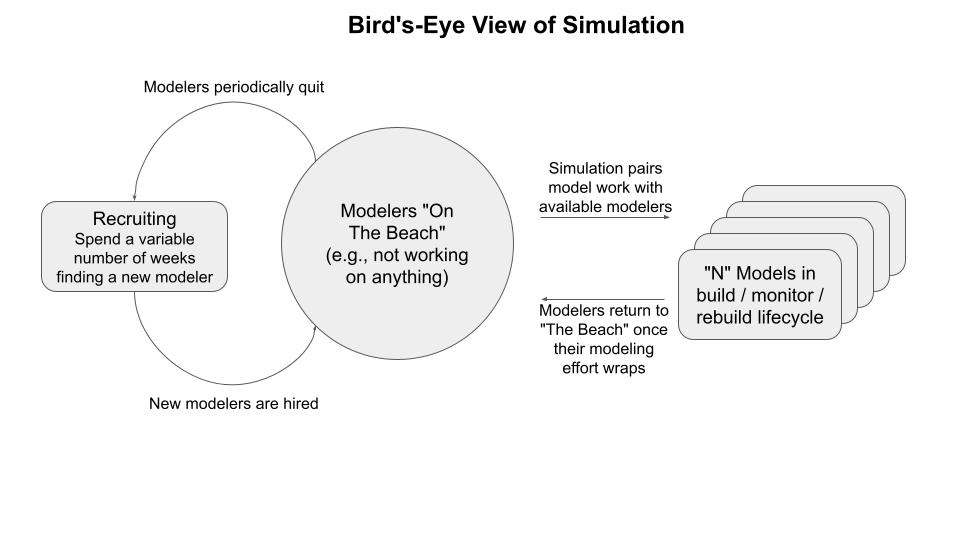 Bird's-Eye View of Simulation
Modelers periodically quit
Recruiting
Spend a variable
number of weeks
finding a new modeler
New modelers are hired
Modelers "On
The Beach"
(e.g., not working
on anything)
Simulation pairs
model work with
available modelers
Modelers return to
"The Beach" once
their modeling
effort wraps
"N" Models in
build / monitor /
rebuild lifecycle